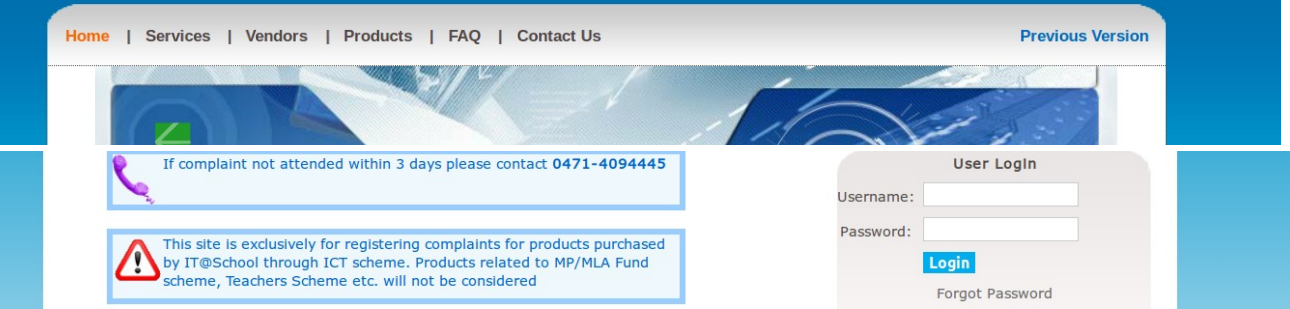 Home | Services | Vendors | Products | FAQ | Contact Us Previous Version
If complaint not attended within 3 days please contact 0471-4094445
This site is exclusively for registering complaints for products purchased
by IT@School through ICT scheme. Products related to MP/MLA Fund
scheme, Teachers Scheme etc. will not be considered
User LogIn
Username:
Password:
Login
Forgot Password